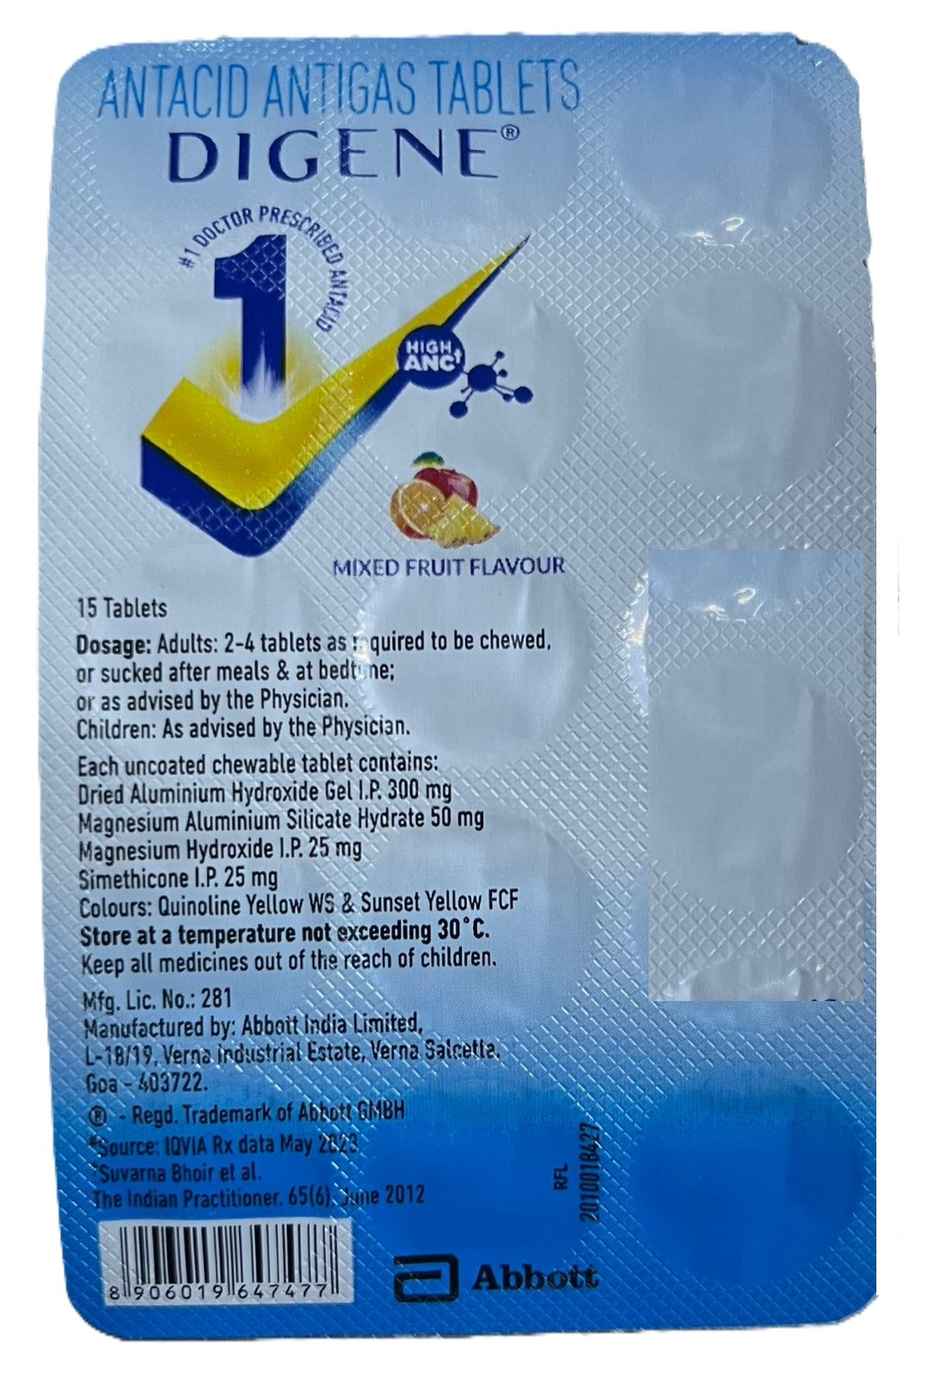 ANTACID ANTIGAS TABLETS
DIGENE®
#1 DOCTOR PRESCRIBED ANTACID
1
HIGH
ANC†
MIXED FRUIT FLAVOUR
15 Tablets
Dosage: Adults: 2-4 tablets as required to be chewed,
or sucked after meals & at bedtime;
or as advised by the Physician.
Children: As advised by the Physician.
Each uncoated chewable tablet contains:
Dried Aluminium Hydroxide Gel I.P. 300 mg
Magnesium Aluminium Silicate Hydrate 50 mg
Magnesium Hydroxide I.P. 25 mg
Simethicone I.P. 25 mg
Colours: Quinoline Yellow WS & Sunset Yellow FCF
Store at a temperature not exceeding 30°C.
Keep all medicines out of the reach of children.
Mfg. Lic. No.: 281
Manufactured by: Abbott India Limited,
L-18/19, Verna Industrial Estate, Verna Salcette.
Goa - 403722.
® - Regd. Trademark of Abbott GMBH
#Source: IQVIA Rx data May 2023
†Suvarna Bhoir et al.
The Indian Practitioner. 65(6), June 2012
RFL
2010018427
8 906019 647477
Abbott